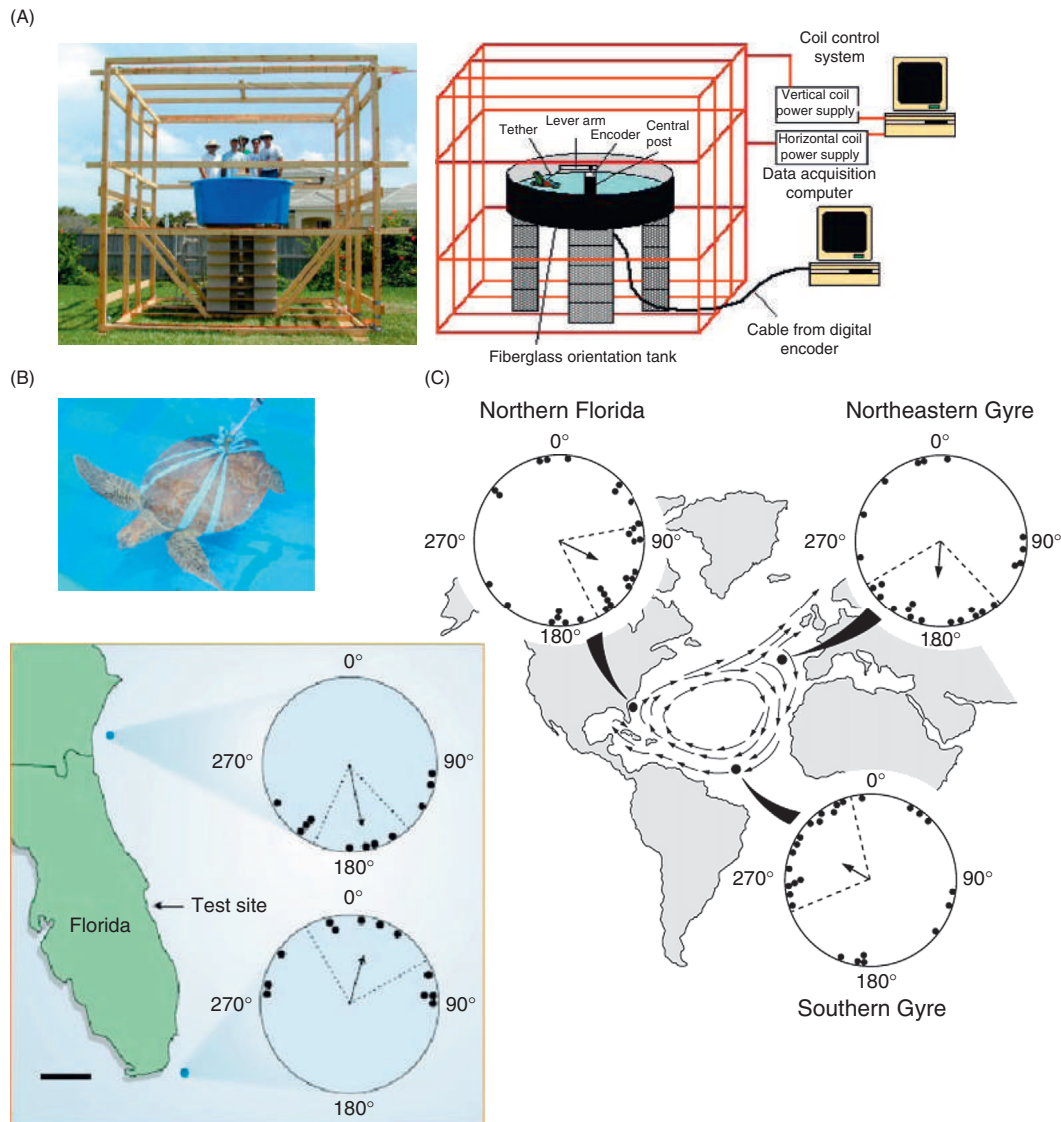 (A)
Coil control
system
Vertical coil
power supply
Horizontal coil
power supply
Data acquisition
computer
Lever arm
Tether
Encoder
Central
post
Fiberglass orientation tank
Cable from digital
encoder
(B)
0°
270°
90°
180°
Test site
Florida
0°
270°
90°
180°
(C)
Northern Florida
0°
270°
90°
180°
Northeastern Gyre
0°
270°
90°
180°
0°
270°
90°
180°
Southern Gyre